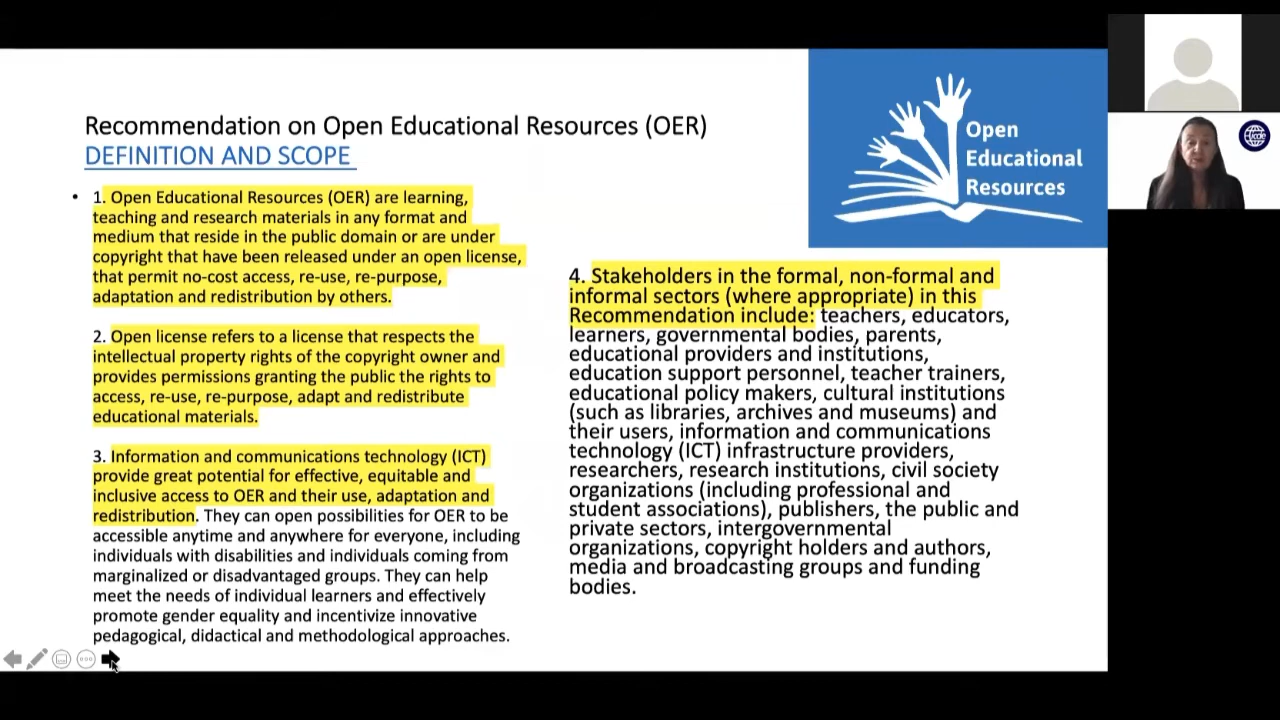 Recommendation on Open Educational Resources (OER)
DEFINITION AND SCOPE
Open
Educational
Resources
• 1. Open Educational Resources (OER) are learning,
teaching and research materials in any format and
medium that reside in the public domain or are under
copyright that have been released under an open license,
that permit no-cost access, re-use, re-purpose,
adaptation and redistribution by others.
2. Open license refers to a license that respects the
intellectual property rights of the copyright owner and
provides permissions granting the public the rights to
access, re-use, re-purpose, adapt and redistribute
educational materials.
3. Information and communications technology (ICT)
provide great potential for effective, equitable and
inclusive access to OER and their use, adaptation and
redistribution. They can open possibilities for OER to be
accessible anytime and anywhere for everyone, including
individuals with disabilities and individuals coming from
marginalized or disadvantaged groups. They can help
meet the needs of individual learners and effectively
promote gender equality and incentivize innovative
pedagogical, didactical and methodological approaches.
4. Stakeholders in the formal, non-formal and
informal sectors (where appropriate) in this
Recommendation include: teachers, educators,
learners, governmental bodies, parents,
educational providers and institutions,
education support personnel, teacher trainers,
educational policy makers, cultural institutions
(such as libraries, archives and museums) and
their users, information and communications
technology (ICT) infrastructure providers,
researchers, research institutions, civil society
organizations (including professional and
student associations), publishers, the public and
private sectors, intergovernmental
organizations, copyright holders and authors,
media and broadcasting groups and funding
bodies.
icde